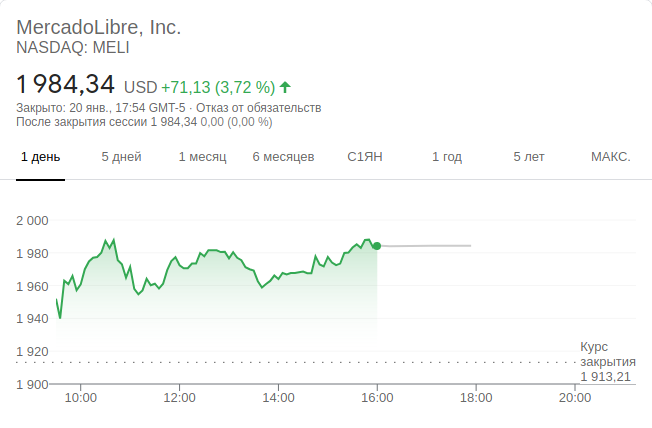 MercadoLibre, Inc.
NASDAQ: MELI
1 984,34 USD +71,13 (3,72 %)
Закрыто: 20 янв., 17:54 GMT-5 · Отказ от обязательств
После закрытия сессии 1 984,34 0,00 (0,00 %)
1 день 5 дней 1 месяц 6 месяцев С1ЯН 1 год 5 лет МАКС.
2 000
1 980
1 960
1 940
1 920
1 900
Курс
закрытия
1 913,21
10:00 12:00 14:00 16:00 18:00 20:00